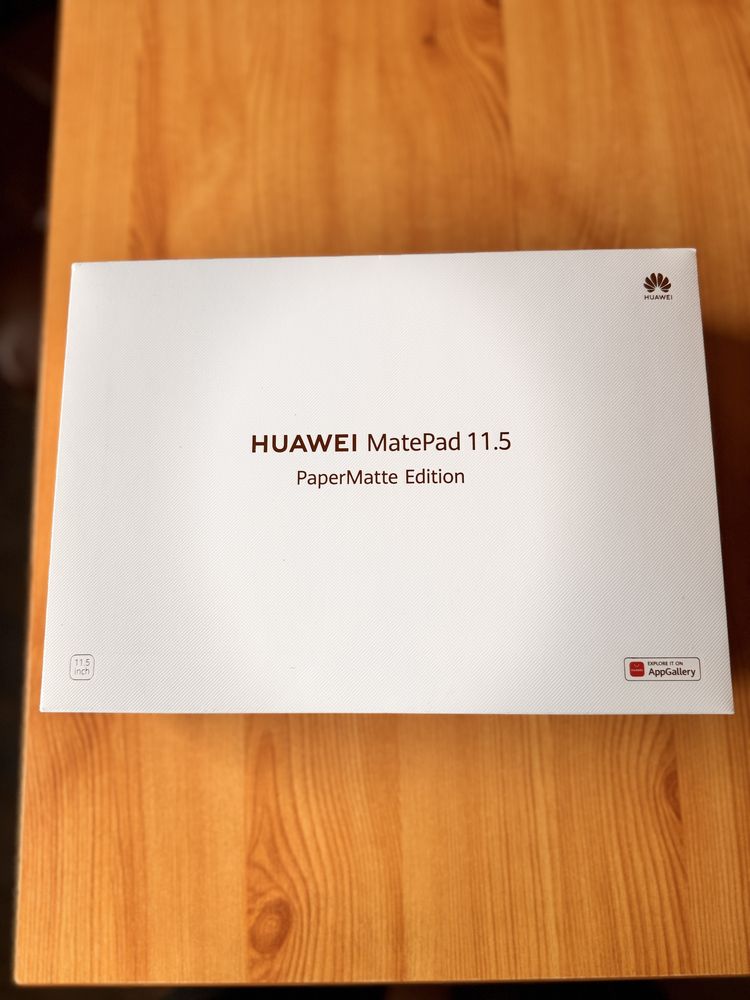 HUAWEI
HUAWEI MatePad 11.5
PaperMatte Edition
11.5
inch
EXPLORE IT ON
AppGallery